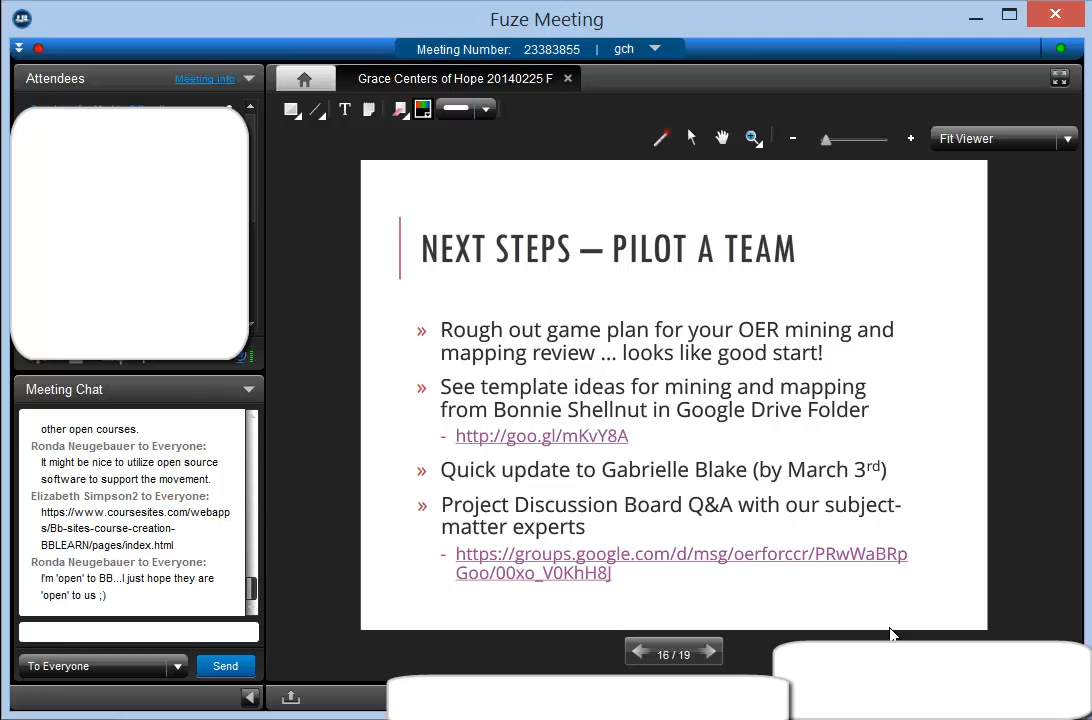 Fuze Meeting
Meeting Number: 23383855 | gch
Attendees
Meeting Info
Grace Centers of Hope 20140225 F
T
Fit Viewer
NEXT STEPS – PILOT A TEAM
» Rough out game plan for your OER mining and
mapping review ... looks like good start!
» See template ideas for mining and mapping
from Bonnie Shellnut in Google Drive Folder
- http://goo.gl/mKvY8A
» Quick update to Gabrielle Blake (by March 3rd)
» Project Discussion Board Q&A with our subject-
matter experts
- https://groups.google.com/d/msg/oerforccr/PRwWaBRp
Goo/00xo_V0KhH8J
16 / 19
Meeting Chat
other open courses.
Ronda Neugebauer to Everyone:
It might be nice to utilize open source
software to support the movement.
Elizabeth Simpson2 to Everyone:
https://www.coursesites.com/webapp
s/Bb-sites-course-creation-
BBLEARN/pages/index.html
Ronda Neugebauer to Everyone:
I'm 'open' to BB...I just hope they are
'open' to us ;)
To Everyone
Send